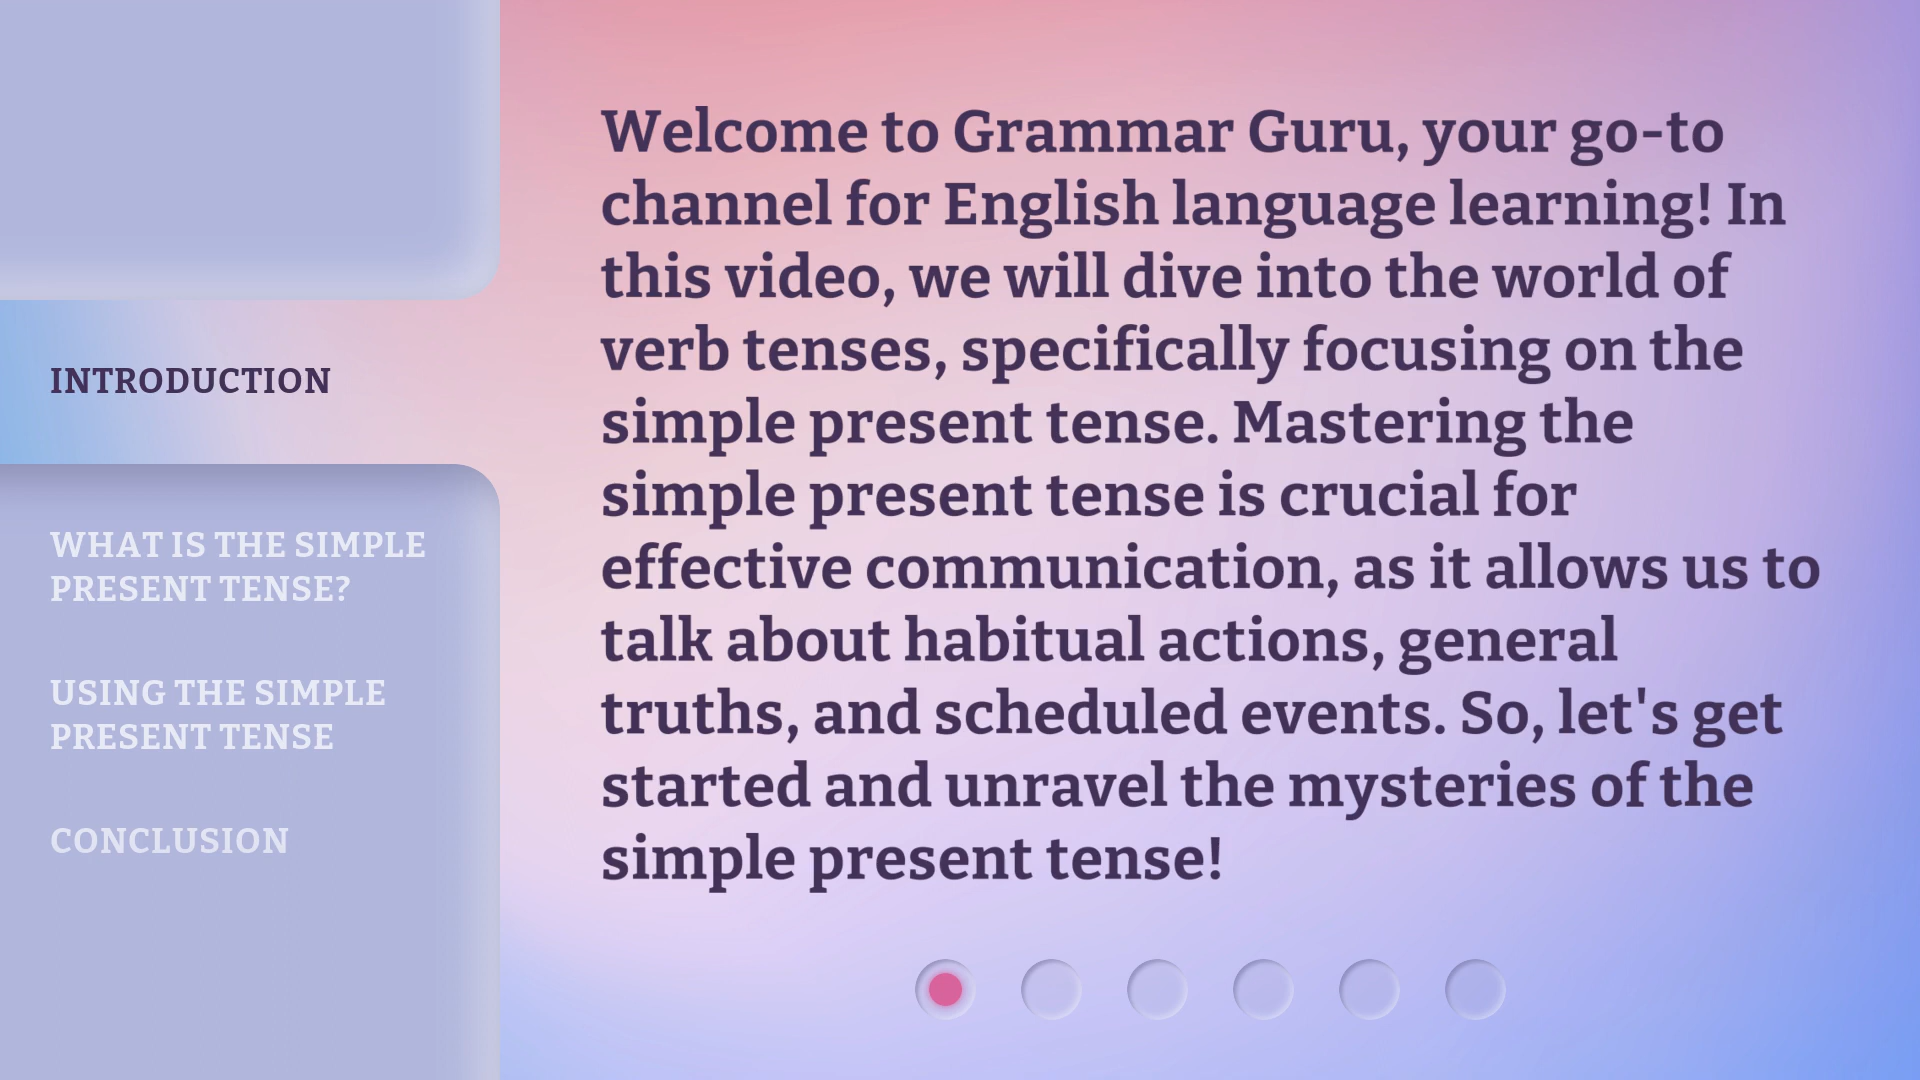 INTRODUCTION
WHAT IS THE SIMPLE
PRESENT TENSE?
USING THE SIMPLE
PRESENT TENSE
CONCLUSION
Welcome to Grammar Guru, your go-to
channel for English language learning! In
this video, we will dive into the world of
verb tenses, specifically focusing on the
simple present tense. Mastering the
simple present tense is crucial for
effective communication, as it allows us to
talk about habitual actions, general
truths, and scheduled events. So, let's get
started and unravel the mysteries of the
simple present tense!